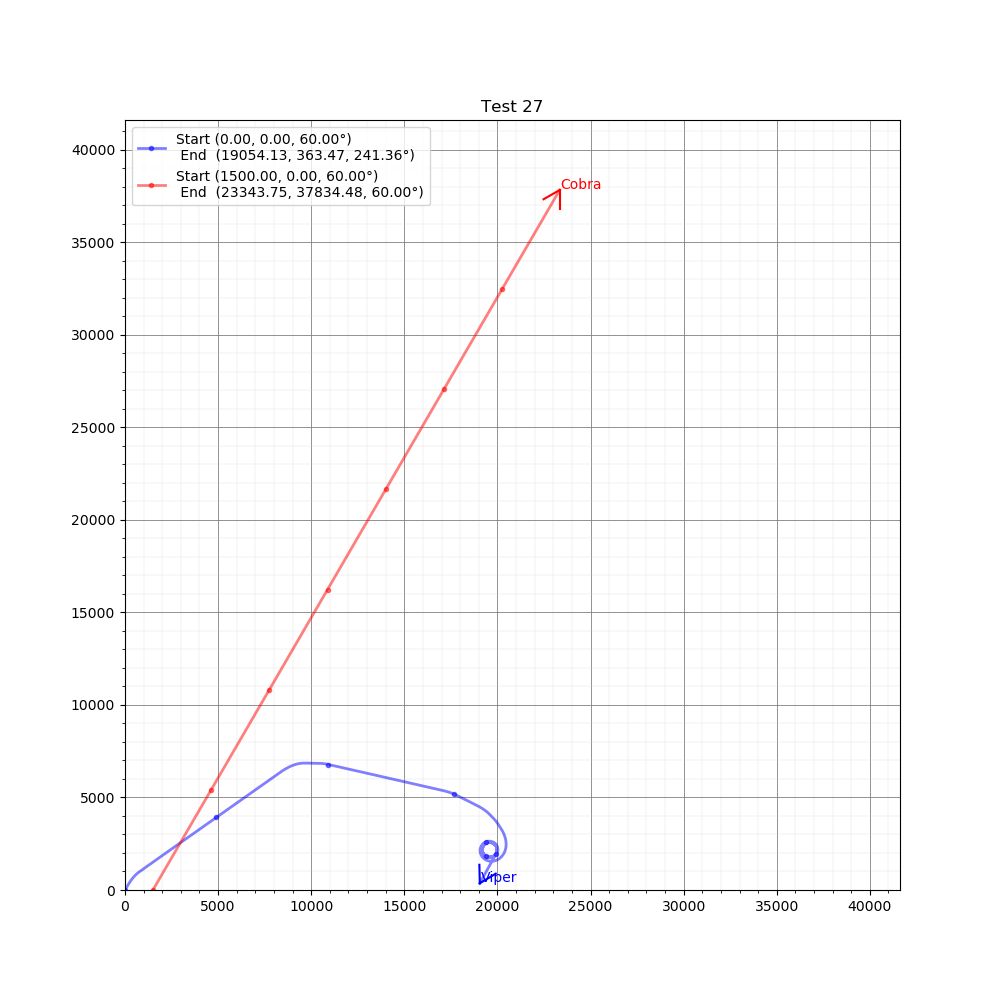 Test 27
Start (0.00, 0.00, 60.00°)
End (19054.13, 363.47, 241.36°)
Start (1500.00, 0.00, 60.00°)
End (23343.75, 37834.48, 60.00°)
Cobra
Viper
40000
35000
30000
25000
20000
15000
10000
5000
0
0 5000 10000 15000 20000 25000 30000 35000 40000